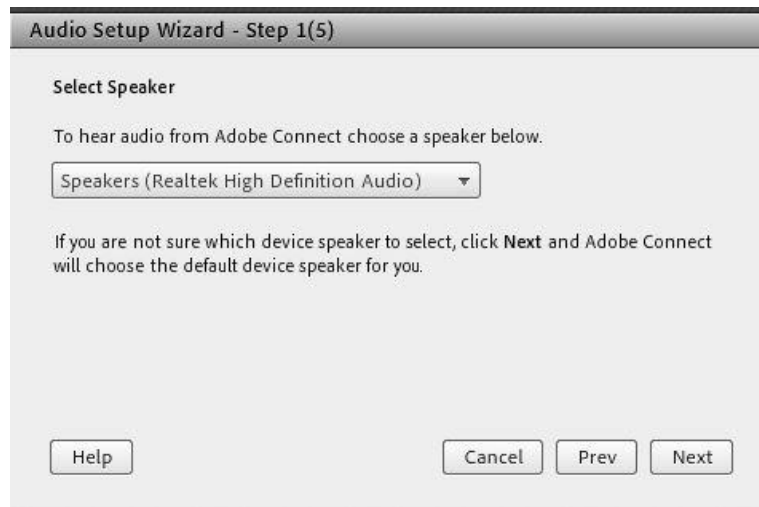 Audio Setup Wizard - Step 1(5)
Select Speaker
To hear audio from Adobe Connect choose a speaker below.
Speakers (Realtek High Definition Audio)
If you are not sure which device speaker to select, click Next and Adobe Connect
will choose the default device speaker for you.
Help Cancel Prev Next